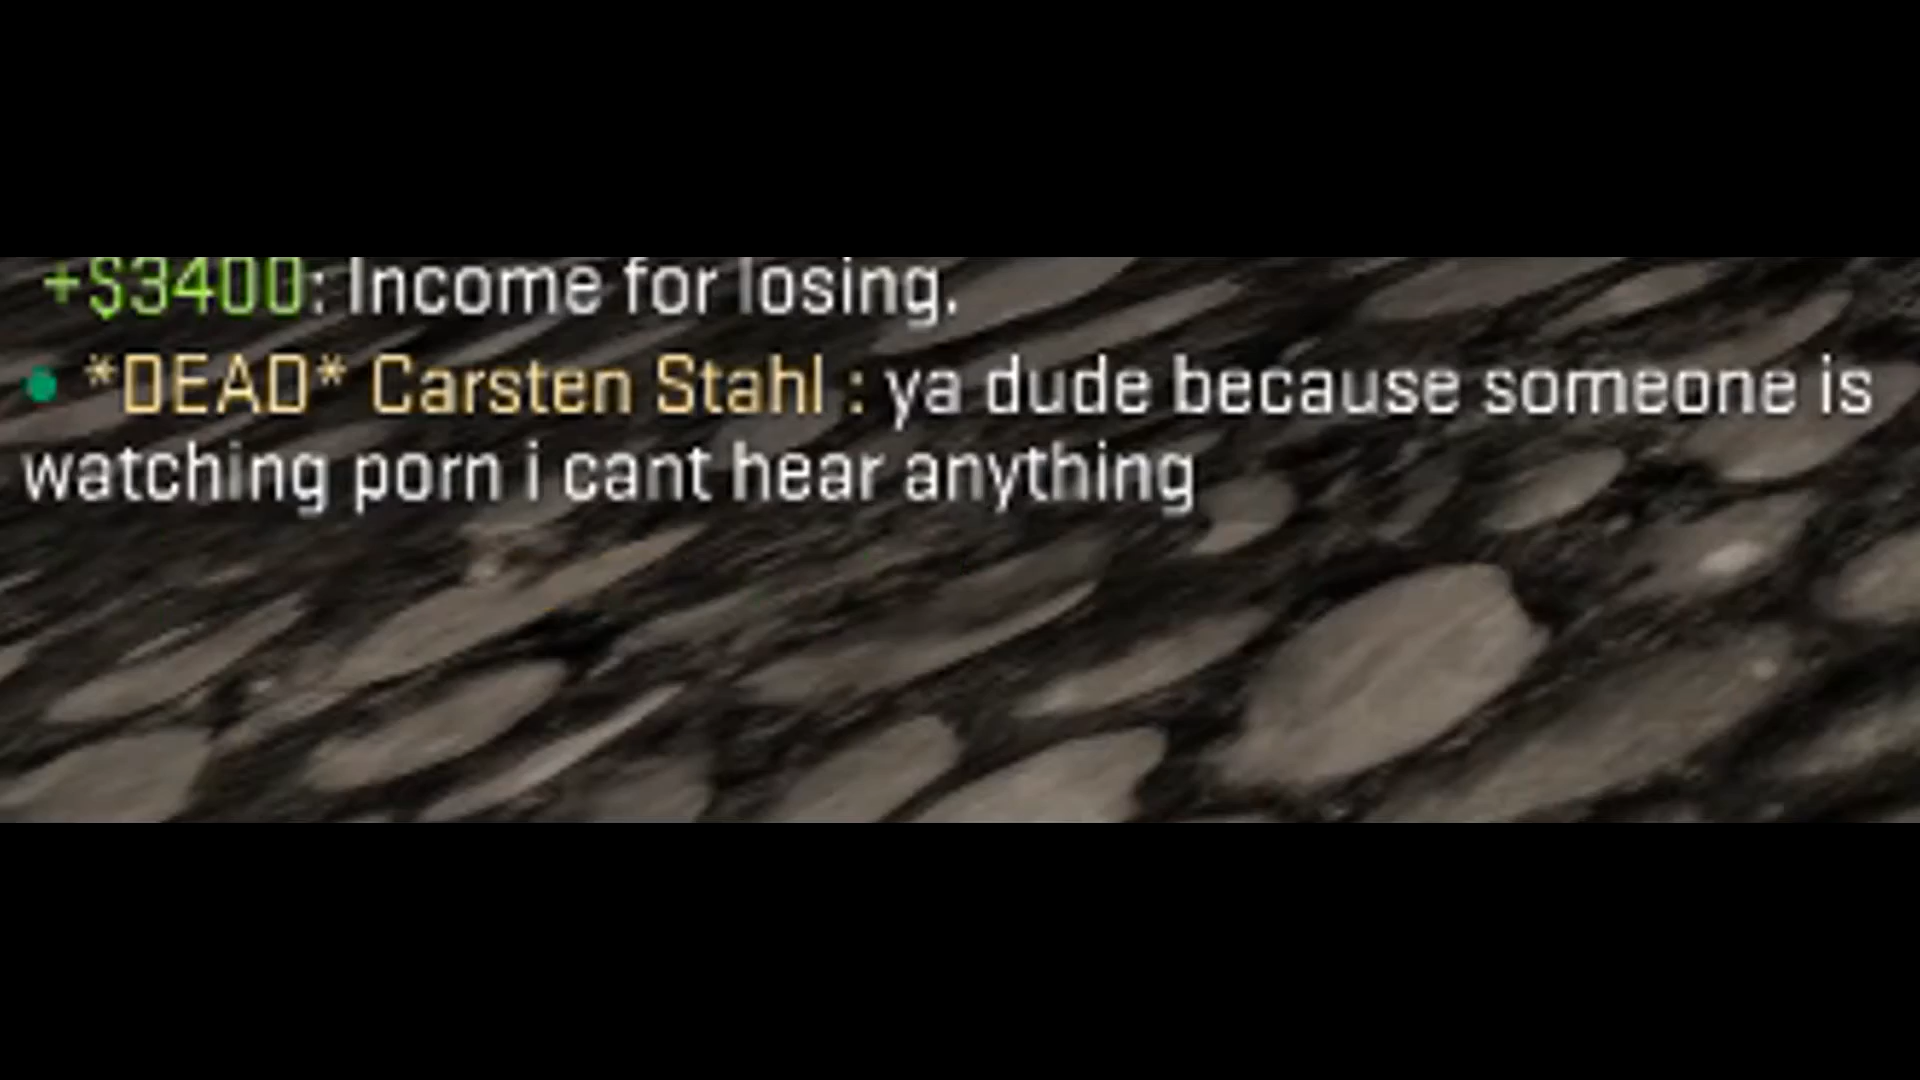 +$3400: Income for losing.
*DEAD* Carsten Stahl : ya dude because someone is
watching porn i cant hear anything